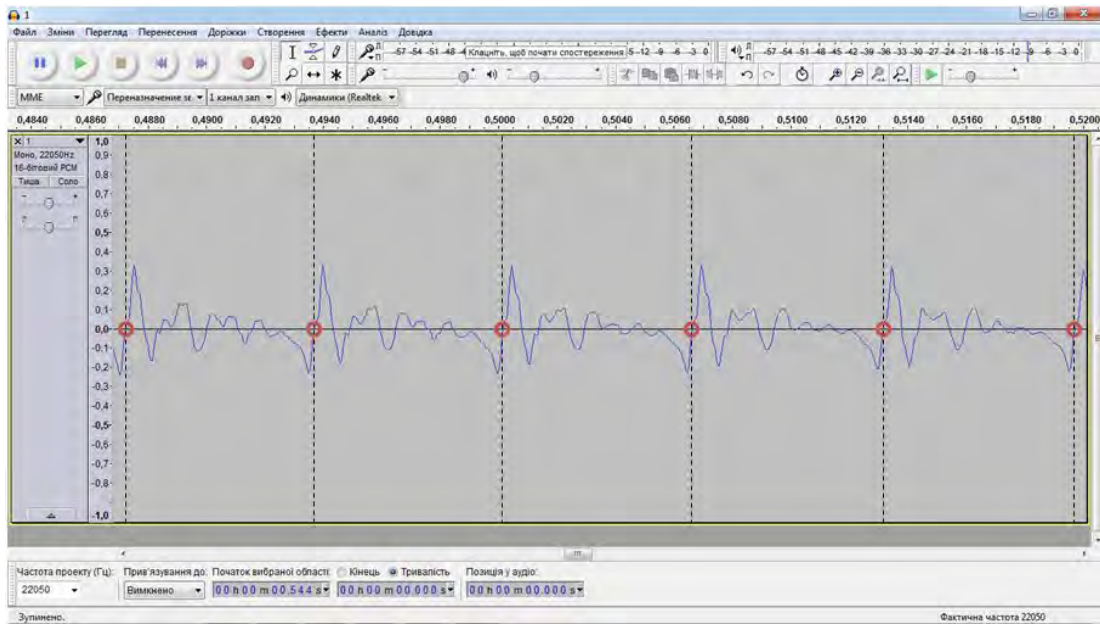 1
Файл Зміни Перегляд Перенесення Доріжки Створення Ефекти Аналіз Довідка
-57 -54 -51 -48 -4 Клацніть, щоб почати спостереження 5 -12 -9 -6 -3 0
-57 -54 -51 -48 -45 -42 -39 -36 -33 -30 -27 -24 -21 -18 -15 -12 -9 -6 -3 0
MME Переназначение зв 1 канал зап Динамики (Realtek
0,4840 0,4860 0,4880 0,4900 0,4920 0,4940 0,4960 0,4980 0,5000 0,5020 0,5040 0,5060 0,5080 0,5100 0,5120 0,5140 0,5160 0,5180 0,5200
1
Моно, 22050Hz
16-бітовий PCM
Тиша Соло
1,0
0,9
0,8
0,7
0,6
0,5
0,4
0,3
0,2
0,1
0,0
-0,1
-0,2
-0,3
-0,4
-0,5
-0,6
-0,7
-0,8
-1,0
Частота проекту (Гц): Прив'язування до: Початок вибраної області: Кінець Тривалість Позиція у аудіо:
22050 Вимкнено 00 h 00 m 00.544 s 00 h 00 m 00.000 s 00 h 00 m 00.000 s
Зупинено. Фактична частота 22050